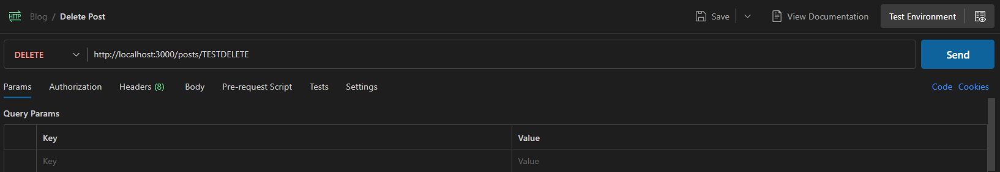 HTTP Blog / Delete Post Save View Documentation Test Environment
DELETE http://localhost:3000/posts/TESTDELETE Send
Params Authorization Headers (8) Body Pre-request Script Tests Settings Code Cookies
Query Params
Key Value
Key Value